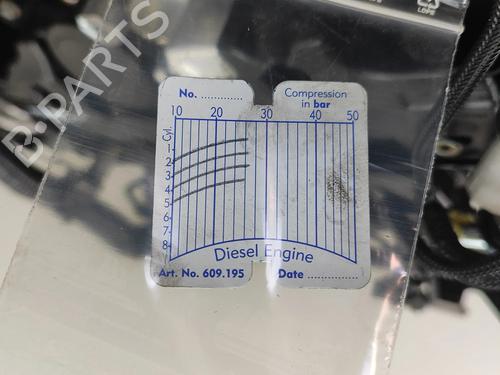 B-PARTS
No. ............ Compression
in bar
10 20 30 40 50
Cyl.
1
2
3
4
5
6
7
8
Diesel Engine
Art. No. 609.195 Date ..............